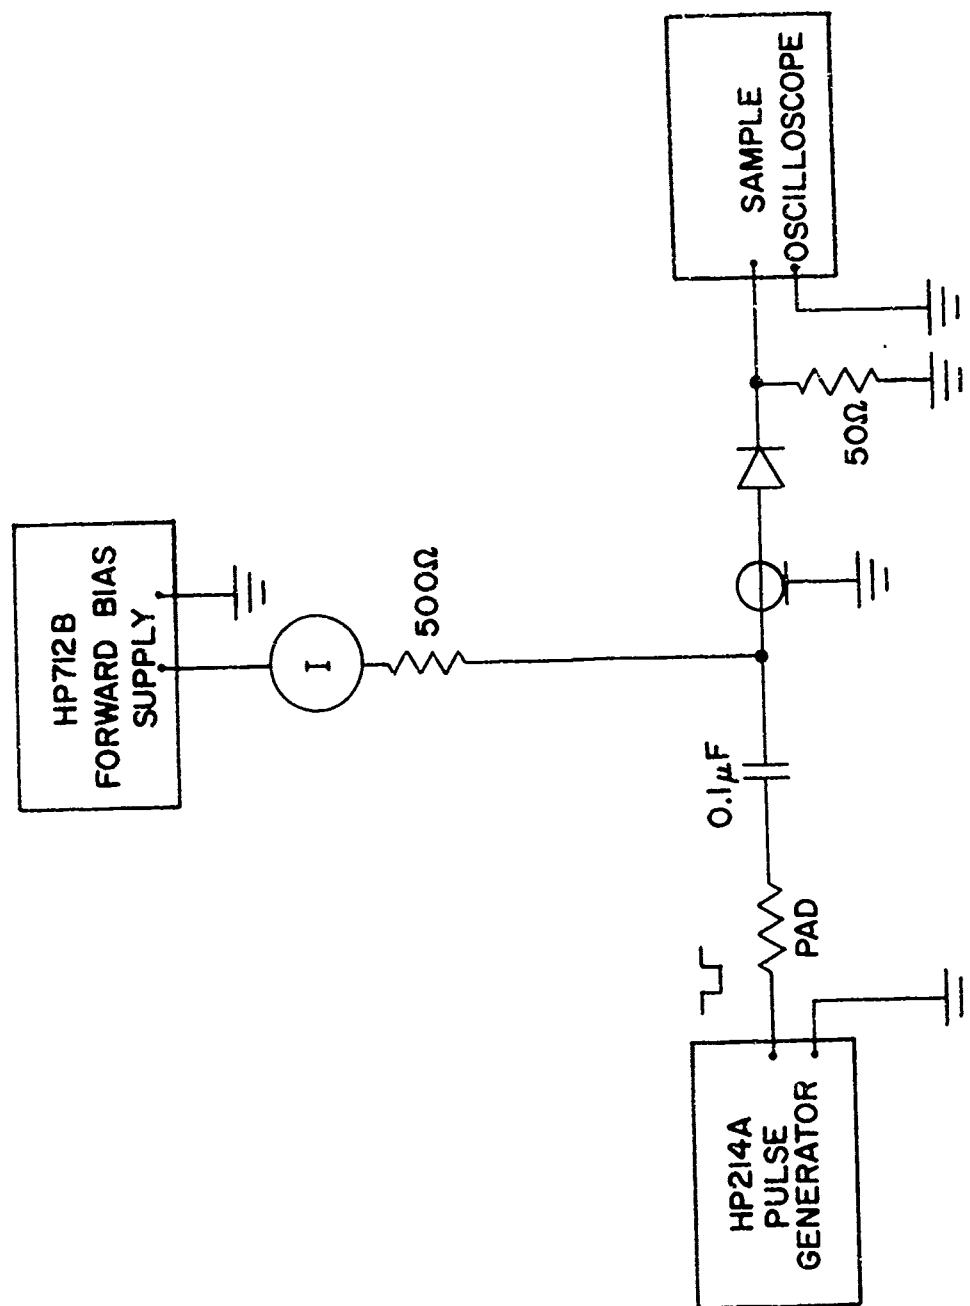 HP712B
FORWARD BIAS
SUPPLY
I
500Ω
SAMPLE
OSCILLOSCOPE
0.1μF
50Ω
PAD
HP214A
PULSE
GENERATOR